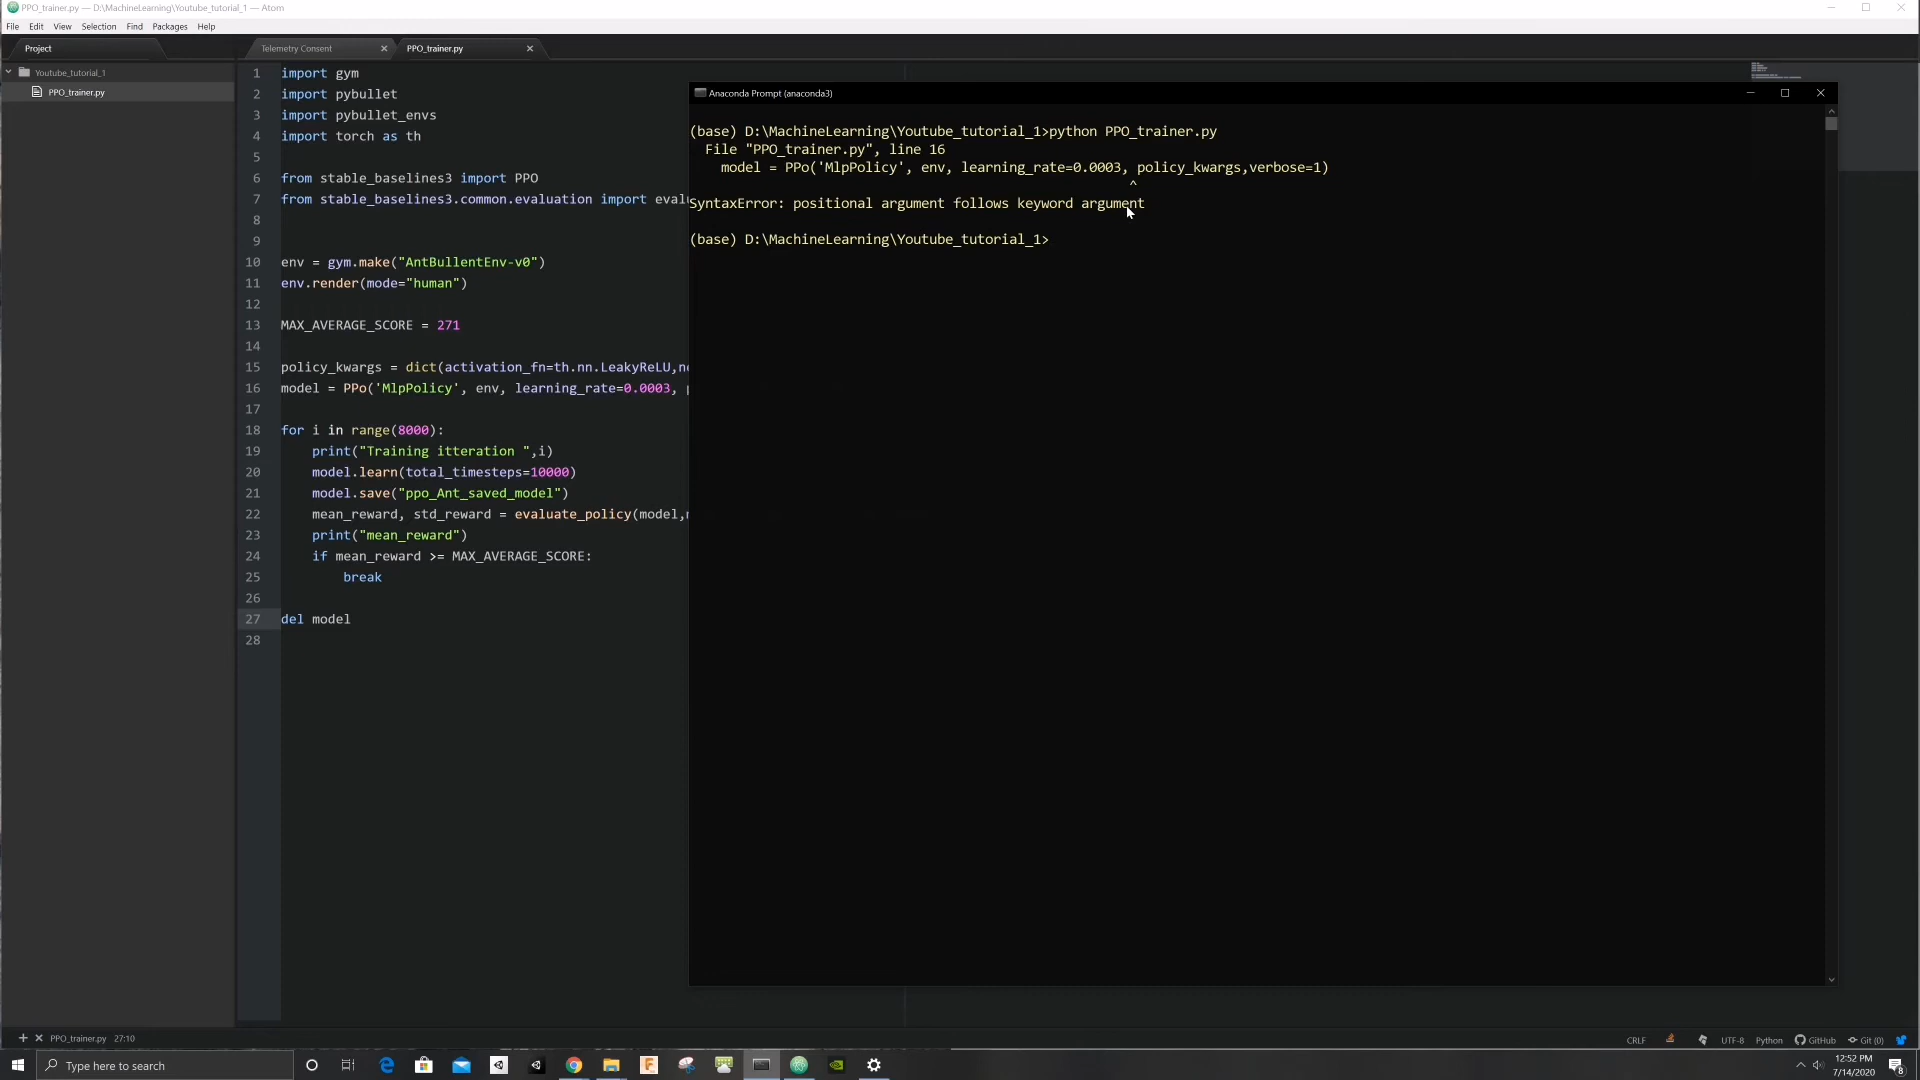 PPO_trainer.py — D:\MachineLearning\Youtube_tutorial_1 — Atom
File Edit View Selection Find Packages Help
Project
Telemetry Consent
PPO_trainer.py
Youtube_tutorial_1
PPO_trainer.py
1 import gym
2 import pybullet
3 import pybullet_envs
4 import torch as th
5
6 from stable_baselines3 import PPO
7 from stable_baselines3.common.evaluation import evalu
8
9
10 env = gym.make("AntBullentEnv-v0")
11 env.render(mode="human")
12
13 MAX_AVERAGE_SCORE = 271
14
15 policy_kwargs = dict(activation_fn=th.nn.LeakyReLU,ne
16 model = PPo('MlpPolicy', env, learning_rate=0.0003, p
17
18 for i in range(8000):
19 print("Training itteration ",i)
20 model.learn(total_timesteps=10000)
21 model.save("ppo_Ant_saved_model")
22 mean_reward, std_reward = evaluate_policy(model,n
23 print("mean_reward")
24 if mean_reward >= MAX_AVERAGE_SCORE:
25 break
26
27 del model
28
Anaconda Prompt (anaconda3)
(base) D:\MachineLearning\Youtube_tutorial_1>python PPO_trainer.py
File "PPO_trainer.py", line 16
model = PPo('MlpPolicy', env, learning_rate=0.0003, policy_kwargs,verbose=1)
^
SyntaxError: positional argument follows keyword argument
(base) D:\MachineLearning\Youtube_tutorial_1>
PPO_trainer.py 27:10
CRLF UTF-8 Python GitHub Git (0)
Type here to search
12:52 PM
7/14/2020